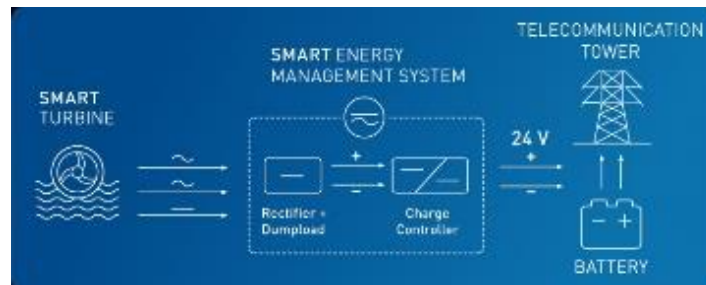 TELECOMMUNICATION
TOWER
SMART ENERGY
MANAGEMENT SYSTEM
SMART
TURBINE
24 V
Rectifier +
Dumpload
Charge
Controller
BATTERY